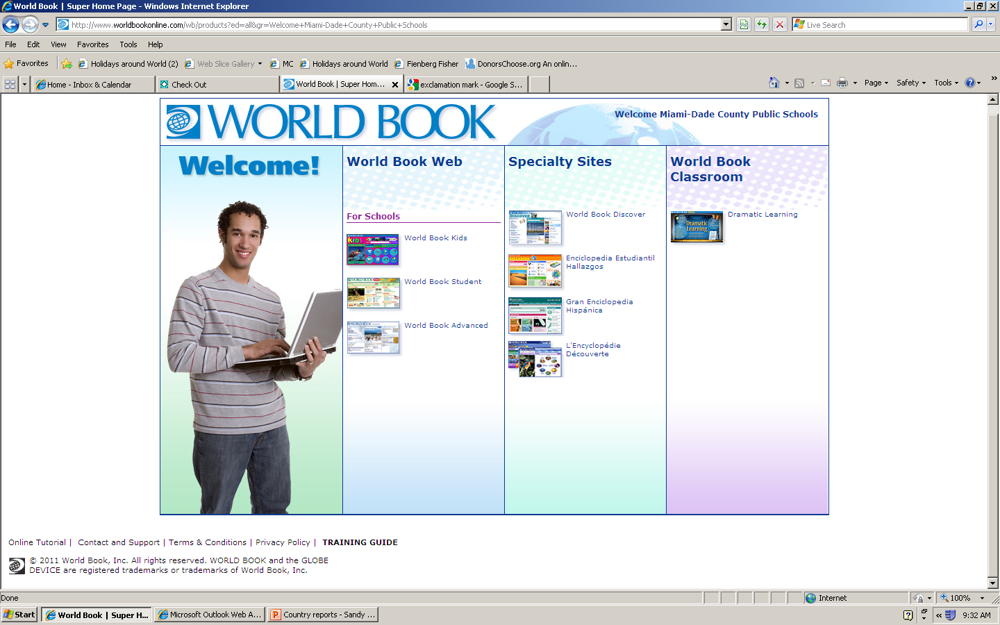 World Book | Super Home Page - Windows Internet Explorer
http://www.worldbookonline.com/wb/products?ed=all&gr=Welcome+Miami-Dade+County+Public+Schools
Live Search
File Edit View Favorites Tools Help
Favorites Holidays around World (2) Web Slice Gallery MC Holidays around World Fienberg Fisher DonorsChoose.org An onlin...
Home - Inbox & Calendar Check Out World Book | Super Hom... exclamation mark - Google S... Page Safety Tools
WORLD BOOK
Welcome Miami-Dade County Public Schools
Welcome!
World Book Web
For Schools
KIDS
World Book Kids
World Book Student
World Book Advanced
Specialty Sites
DISCOVER
World Book Discover
Enciclopedia Estudiantil
Hallazgos
Gran Enciclopedia
Hispánica
L'Encyclopédie
Découverte
World Book
Classroom
Dramatic
Learning
Dramatic Learning
Online Tutorial | Contact and Support | Terms & Conditions | Privacy Policy | TRAINING GUIDE
© 2011 World Book, Inc. All rights reserved. WORLD BOOK and the GLOBE
DEVICE are registered trademarks or trademarks of World Book, Inc.
Done Internet 100%
Start World Book | Super H... Microsoft Outlook Web A... Country reports - Sandy ... 9:32 AM